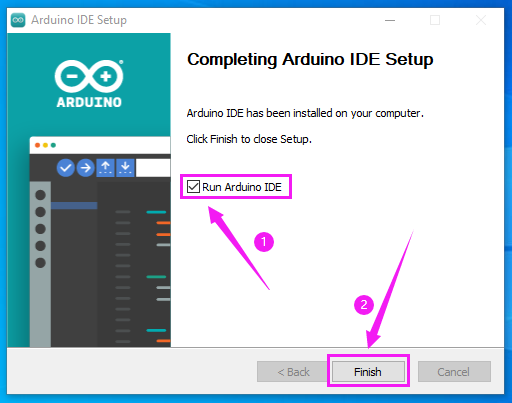 Arduino IDE Setup
ARDUINO
Completing Arduino IDE Setup
Arduino IDE has been installed on your computer.
Click Finish to close Setup.
Run Arduino IDE
1
2
< Back
Finish
Cancel